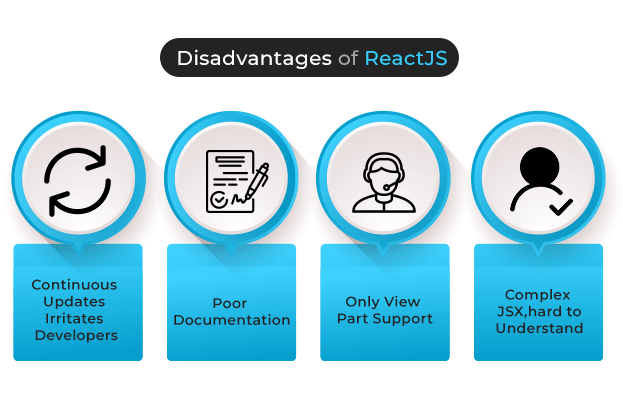 Disadvantages of ReactJS
Continuous
Updates
Irritates
Developers
Poor
Documentation
Only View
Part Support
Complex
JSX,hard to
Understand